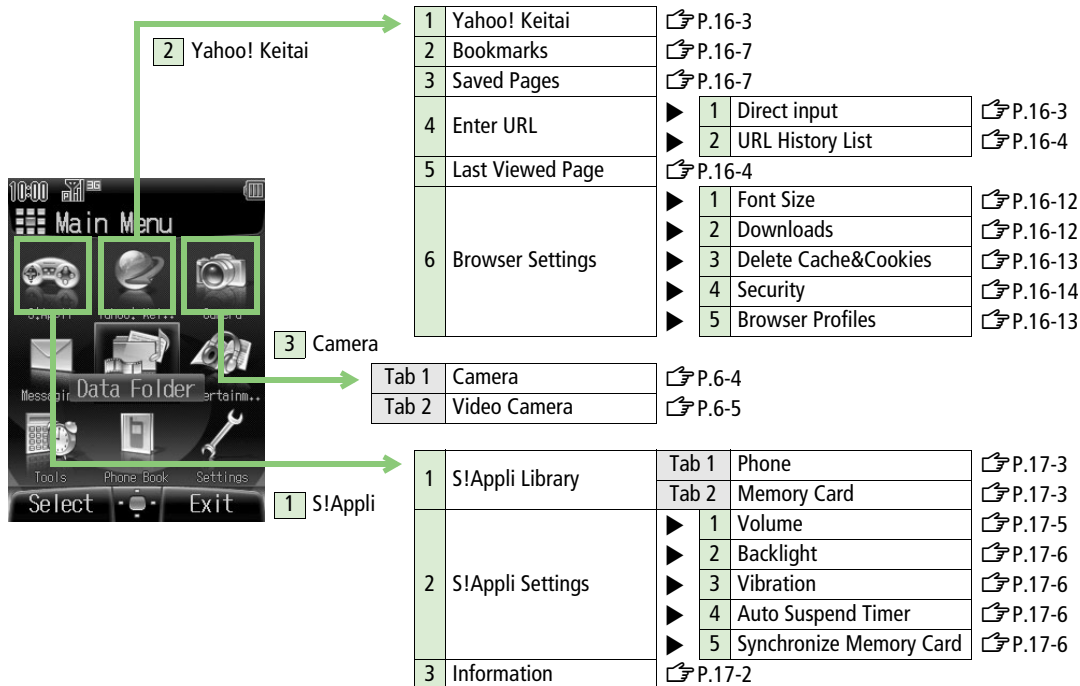 2 Yahoo! Keitai
1 Yahoo! Keitai P.16-3
2 Bookmarks P.16-7
3 Saved Pages P.16-7
4 Enter URL
1 Direct input P.16-3
2 URL History List P.16-4
5 Last Viewed Page P.16-4
6 Browser Settings
1 Font Size P.16-12
2 Downloads P.16-12
3 Delete Cache&Cookies P.16-13
4 Security P.16-14
5 Browser Profiles P.16-13
10:00 3G
Main Menu
S!Appli Yahoo! Kei.. Camera
Data Folder
Tools Phone Book Settings
Select Exit
3 Camera
Tab 1 Camera P.6-4
Tab 2 Video Camera P.6-5
1 S!Appli
1 S!Appli Library
Tab 1 Phone P.17-3
Tab 2 Memory Card P.17-3
2 S!Appli Settings
1 Volume P.17-5
2 Backlight P.17-6
3 Vibration P.17-6
4 Auto Suspend Timer P.17-6
5 Synchronize Memory Card P.17-6
3 Information P.17-2